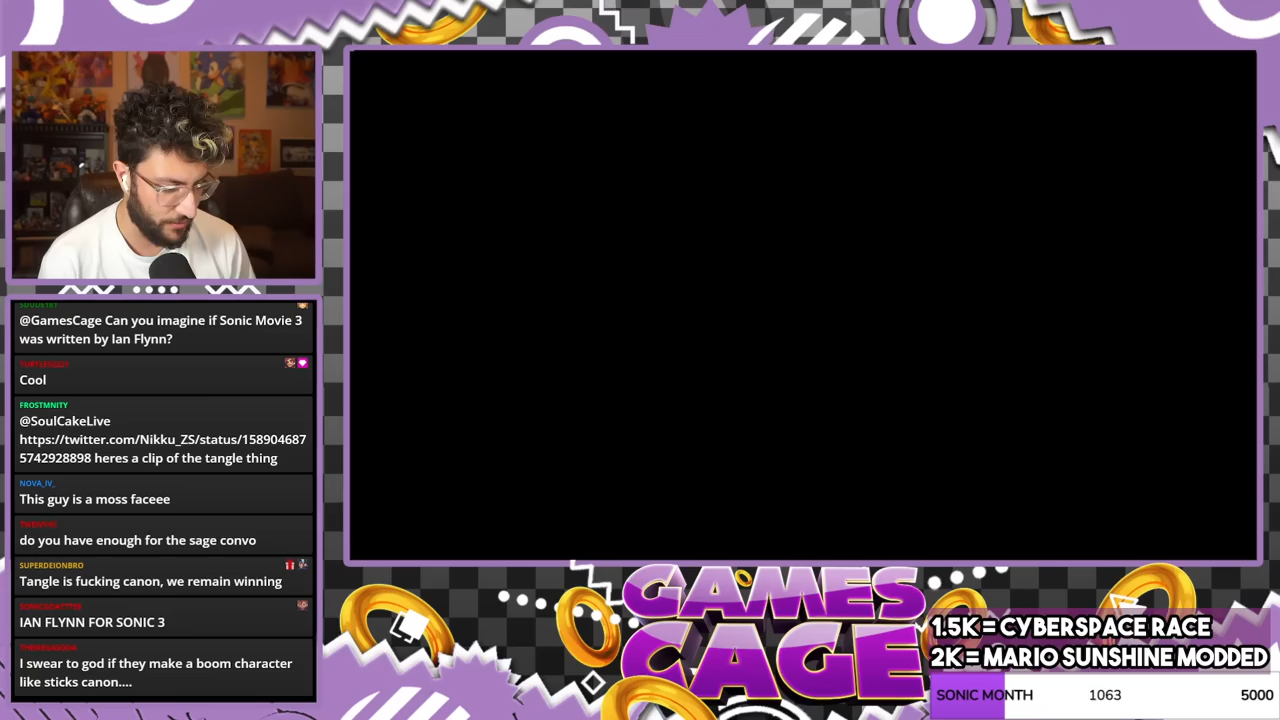 @GamesCage Can you imagine if Sonic Movie 3
was written by Ian Flynn?
Cool
FROSTMNITY
@SoulCakeLive
https://twitter.com/Nikku_ZS/status/158904687
5742928898 heres a clip of the tangle thing
NOVA_IV_
This guy is a moss faceee
do you have enough for the sage convo
SUPERDEIONBRO
Tangle is fucking canon, we remain winning
IAN FLYNN FOR SONIC 3
I swear to god if they make a boom character
like sticks canon....
GAMES
CAGE
1.5K = CYBERSPACE RACE
2K = MARIO SUNSHINE MODDED
SONIC MONTH 1063 5000